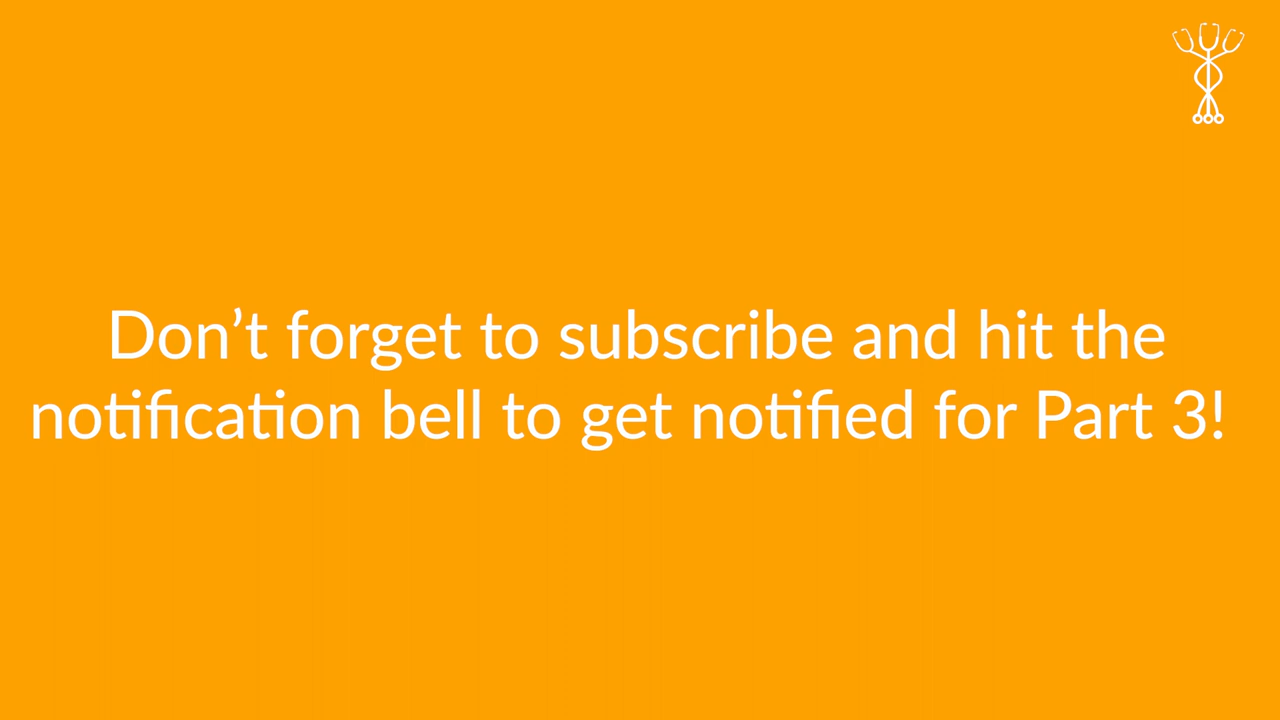 Don’t forget to subscribe and hit the
notification bell to get notified for Part 3!